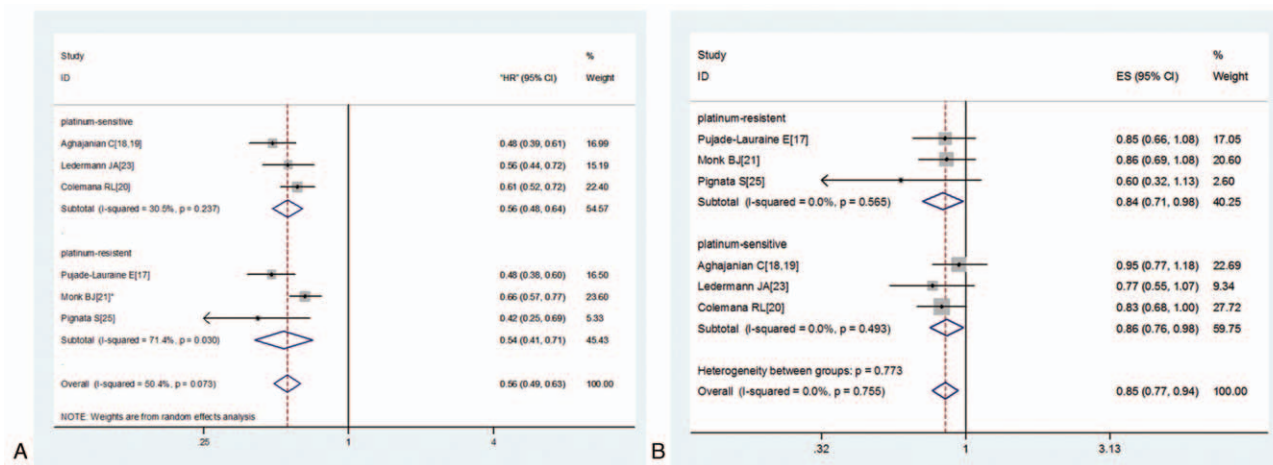 Study %
ID "HR" (95% CI) Weight
platinum-sensitive
Aghajanian C[18,19] 0.48 (0.39, 0.61) 16.99
Ledermann JA[23] 0.56 (0.44, 0.72) 15.19
Colemana RL[20] 0.61 (0.52, 0.72) 22.40
Subtotal (I-squared = 30.5%, p = 0.237) 0.56 (0.48, 0.64) 54.57
.
platinum-resistent
Pujade-Lauraine E[17] 0.48 (0.38, 0.60) 16.50
Monk BJ[21]* 0.66 (0.57, 0.77) 23.60
Pignata S[25] 0.42 (0.25, 0.69) 5.33
Subtotal (I-squared = 71.4%, p = 0.030) 0.54 (0.41, 0.71) 45.43
.
Overall (I-squared = 50.4%, p = 0.073) 0.56 (0.49, 0.63) 100.00
NOTE: Weights are from random effects analysis
.25 1 4
A
Study %
ID ES (95% CI) Weight
platinum-resistent
Pujade-Lauraine E[17] 0.85 (0.66, 1.08) 17.05
Monk BJ[21] 0.86 (0.69, 1.08) 20.60
Pignata S[25] 0.60 (0.32, 1.13) 2.60
Subtotal (I-squared = 0.0%, p = 0.565) 0.84 (0.71, 0.98) 40.25
.
platinum-sensitive
Aghajanian C[18,19] 0.95 (0.77, 1.18) 22.69
Ledermann JA[23] 0.77 (0.55, 1.07) 9.34
Colemana RL[20] 0.83 (0.68, 1.00) 27.72
Subtotal (I-squared = 0.0%, p = 0.493) 0.86 (0.76, 0.98) 59.75
.
Heterogeneity between groups: p = 0.773
Overall (I-squared = 0.0%, p = 0.755) 0.85 (0.77, 0.94) 100.00
.32 1 3.13
B